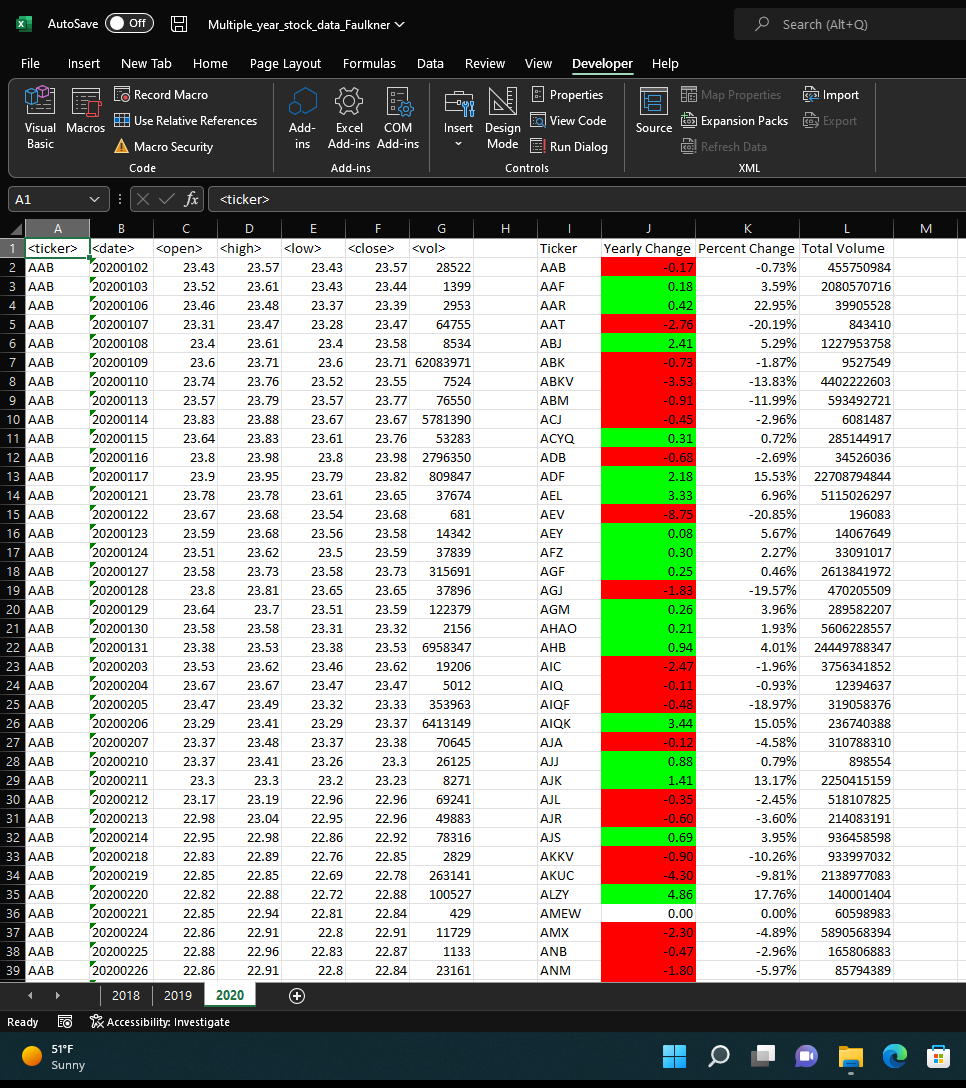 AutoSave Off Multiple_year_stock_data_Faulkner Search (Alt+Q)
File Insert New Tab Home Page Layout Formulas Data Review View Developer Help
Visual Basic Macros Record Macro Use Relative References Macro Security Code
Add-ins Excel Add-ins COM Add-ins Add-ins
Insert Design Mode Properties View Code Run Dialog Controls
Source Map Properties Expansion Packs Refresh Data Import Export XML
A1 fx <ticker>
A B C D E F G H I J K L M
1 <ticker> <date> <open> <high> <low> <close> <vol> Ticker Yearly Change Percent Change Total Volume
2 AAB 20200102 23.43 23.57 23.43 23.57 28522 AAB -0.17 -0.73% 455750984
3 AAB 20200103 23.52 23.61 23.43 23.44 1399 AAF 0.18 3.59% 2080570716
4 AAB 20200106 23.46 23.48 23.37 23.39 2953 AAR 0.42 22.95% 39905528
5 AAB 20200107 23.31 23.47 23.28 23.47 64755 AAT -2.76 -20.19% 843410
6 AAB 20200108 23.4 23.61 23.4 23.58 8534 ABJ 2.41 5.29% 1227953758
7 AAB 20200109 23.6 23.71 23.6 23.71 62083971 ABK -0.73 -1.87% 9527549
8 AAB 20200110 23.74 23.76 23.52 23.55 7524 ABKV -3.53 -13.83% 4402222603
9 AAB 20200113 23.57 23.79 23.57 23.77 76550 ABM -0.91 -11.99% 593492721
10 AAB 20200114 23.83 23.88 23.67 23.67 5781390 ACJ -0.45 -2.96% 6081487
11 AAB 20200115 23.64 23.83 23.61 23.76 53283 ACYQ 0.31 0.72% 285144917
12 AAB 20200116 23.8 23.98 23.8 23.98 2796350 ADB -0.68 -2.69% 34526036
13 AAB 20200117 23.9 23.95 23.79 23.82 809847 ADF 2.18 15.53% 22708794844
14 AAB 20200121 23.78 23.78 23.61 23.65 37674 AEL 3.33 6.96% 5115026297
15 AAB 20200122 23.67 23.68 23.54 23.68 681 AEV -8.75 -20.85% 196083
16 AAB 20200123 23.59 23.68 23.56 23.58 14342 AEY 0.08 5.67% 14067649
17 AAB 20200124 23.51 23.62 23.5 23.59 37839 AFZ 0.30 2.27% 33091017
18 AAB 20200127 23.58 23.73 23.58 23.73 315691 AGF 0.25 0.46% 2613841972
19 AAB 20200128 23.8 23.81 23.65 23.65 37896 AGJ -1.83 -19.57% 470205509
20 AAB 20200129 23.64 23.7 23.51 23.59 122379 AGM 0.26 3.96% 289582207
21 AAB 20200130 23.58 23.58 23.31 23.32 2156 AHAO 0.21 1.93% 5606228557
22 AAB 20200131 23.38 23.53 23.38 23.53 6958347 AHB 0.94 4.01% 24449788347
23 AAB 20200203 23.53 23.62 23.46 23.62 19206 AIC -2.47 -1.96% 3756341852
24 AAB 20200204 23.67 23.67 23.47 23.47 5012 AIQ -0.11 -0.93% 12394637
25 AAB 20200205 23.47 23.49 23.32 23.33 353963 AIQF -0.48 -18.97% 319058376
26 AAB 20200206 23.29 23.41 23.29 23.37 6413149 AIQK 3.44 15.05% 236740388
27 AAB 20200207 23.37 23.48 23.37 23.38 70645 AJA -0.12 -4.58% 310788310
28 AAB 20200210 23.37 23.41 23.26 23.3 26125 AJJ 0.88 0.79% 898554
29 AAB 20200211 23.3 23.3 23.2 23.23 8271 AJK 1.41 13.17% 2250415159
30 AAB 20200212 23.17 23.19 22.96 22.96 69241 AJL -0.35 -2.45% 518107825
31 AAB 20200213 22.98 23.04 22.95 22.96 49883 AJR -0.60 -3.60% 214083191
32 AAB 20200214 22.95 22.98 22.86 22.92 78316 AJS 0.69 3.95% 936458598
33 AAB 20200218 22.83 22.89 22.76 22.85 2829 AKKV -0.90 -10.26% 933997032
34 AAB 20200219 22.85 22.85 22.69 22.78 263141 AKUC -4.30 -9.81% 2138977083
35 AAB 20200220 22.82 22.88 22.72 22.88 100527 ALZY 4.86 17.76% 140001404
36 AAB 20200221 22.85 22.94 22.81 22.84 429 AMEW 0.00 0.00% 60598983
37 AAB 20200224 22.86 22.91 22.8 22.91 11729 AMX -2.30 -4.89% 5890568394
38 AAB 20200225 22.88 22.96 22.83 22.87 1133 ANB -0.47 -2.96% 165806883
39 AAB 20200226 22.86 22.91 22.8 22.84 23161 ANM -1.80 -5.97% 85794389
2018 2019 2020
Ready Accessibility: Investigate
51°F
Sunny